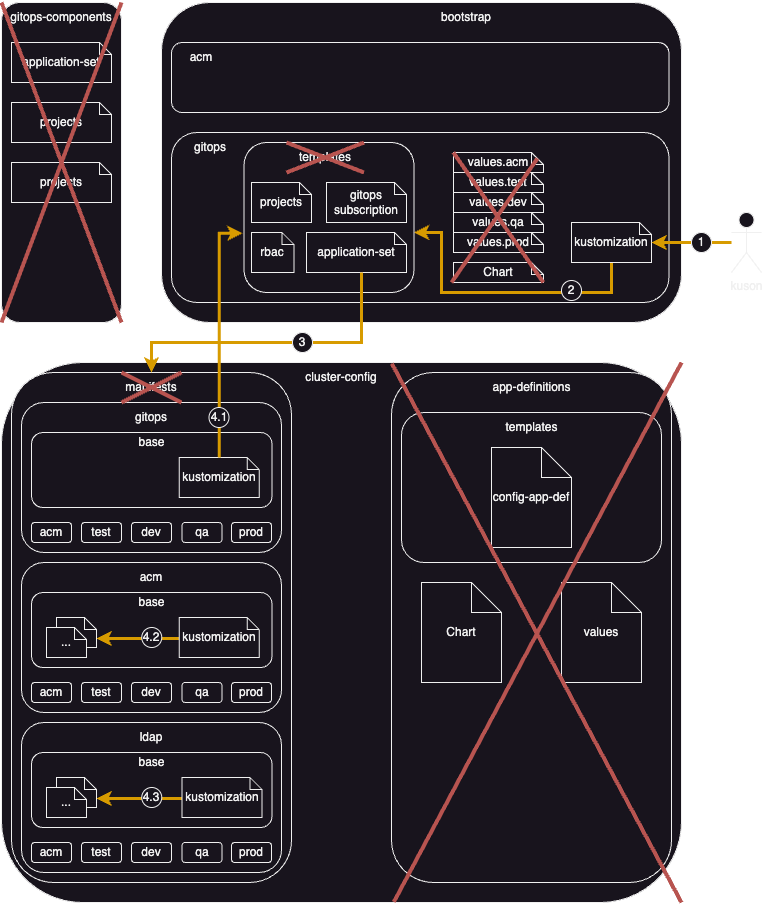 gitops-components
application-set
projects
projects
bootstrap
acm
gitops
templates
projects
gitops
subscription
rbac
application-set
values.acm
values.test
values.dev
values.qa
values.prod
Chart
kustomization
1
2
3
cluster-config
manifests
gitops
4.1
base
kustomization
acm
test
dev
qa
prod
acm
base
...
4.2
kustomization
acm
test
dev
qa
prod
ldap
base
...
4.3
kustomization
acm
test
dev
qa
prod
app-definitions
templates
config-app-def
Chart
values